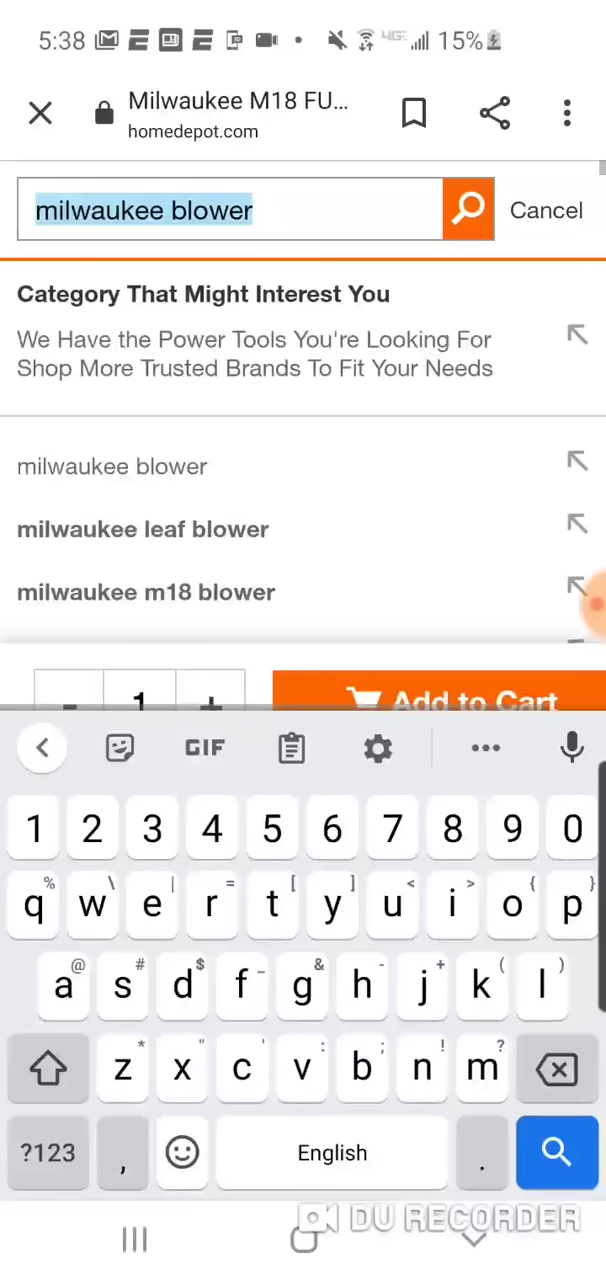 5:38 4GE 15%
Milwaukee M18 FU...
homedepot.com
milwaukee blower
Cancel
Category That Might Interest You
We Have the Power Tools You're Looking For
Shop More Trusted Brands To Fit Your Needs
milwaukee blower
milwaukee leaf blower
milwaukee m18 blower
- 1 + Add to Cart
GIF
1 2 3 4 5 6 7 8 9 0
% \ | = [ ] < > { }
q w e r t y u i o p
@ # $ _ & - + ( )
a s d f g h j k l
* " ' : ; ! ?
z x c v b n m
?123 , English .
DU RECORDER